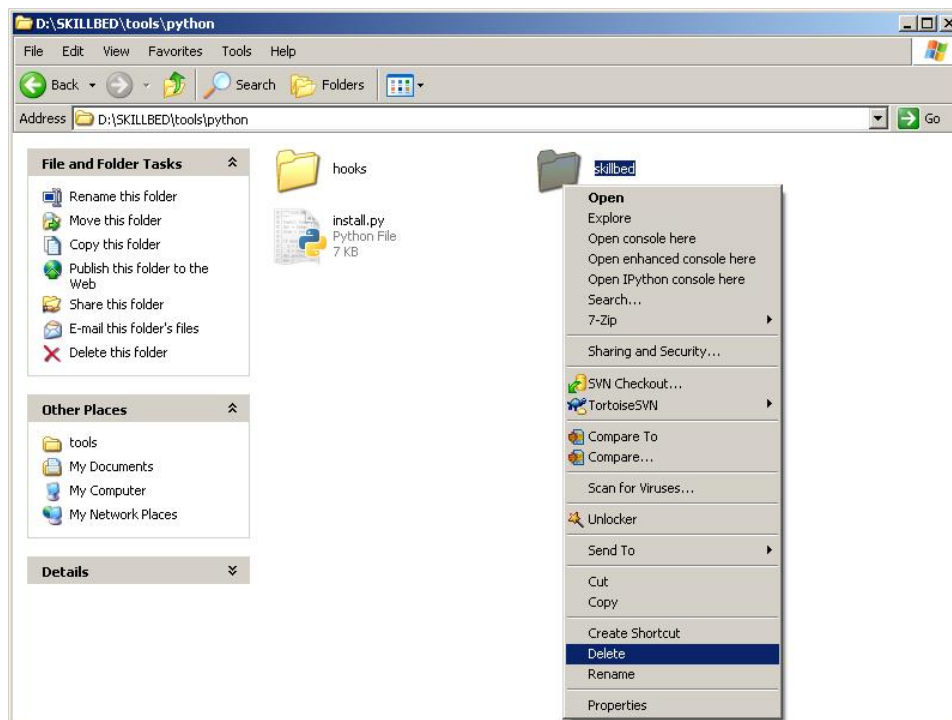 D:\SKILLBED\tools\python
File Edit View Favorites Tools Help
Back Search Folders
Address D:\SKILLBED\tools\python Go
File and Folder Tasks
Rename this folder
Move this folder
Copy this folder
Publish this folder to the
Web
Share this folder
E-mail this folder's files
Delete this folder
Other Places
tools
My Documents
My Computer
My Network Places
Details
hooks
skillbed
install.py
Python File
7 KB
Open
Explore
Open console here
Open enhanced console here
Open IPython console here
Search...
7-Zip
Sharing and Security...
SVN Checkout...
TortoiseSVN
Compare To
Compare...
Scan for Viruses...
Unlocker
Send To
Cut
Copy
Create Shortcut
Delete
Rename
Properties